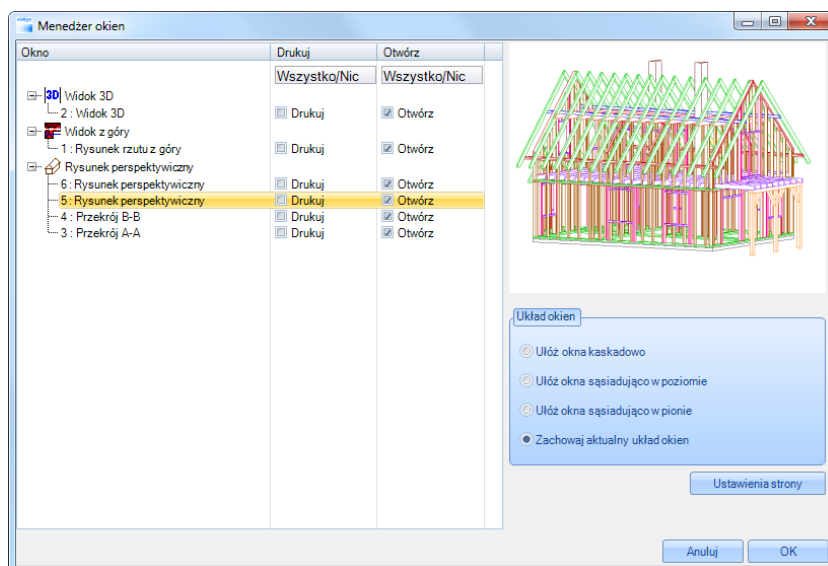 Menedżer okien
Okno Drukuj Otwórz
Wszystko/Nic Wszystko/Nic
3D Widok 3D
2 : Widok 3D Drukuj Otwórz
Widok z góry
1 : Rysunek rzutu z góry Drukuj Otwórz
Rysunek perspektywiczny
6 : Rysunek perspektywiczny Drukuj Otwórz
5 : Rysunek perspektywiczny Drukuj Otwórz
4 : Przekrój B-B Drukuj Otwórz
3 : Przekrój A-A Drukuj Otwórz
Układ okien
Ułóż okna kaskadowo
Ułóż okna sąsiadująco w poziomie
Ułóż okna sąsiadująco w pionie
Zachowaj aktualny układ okien
Ustawienia strony
Anuluj OK